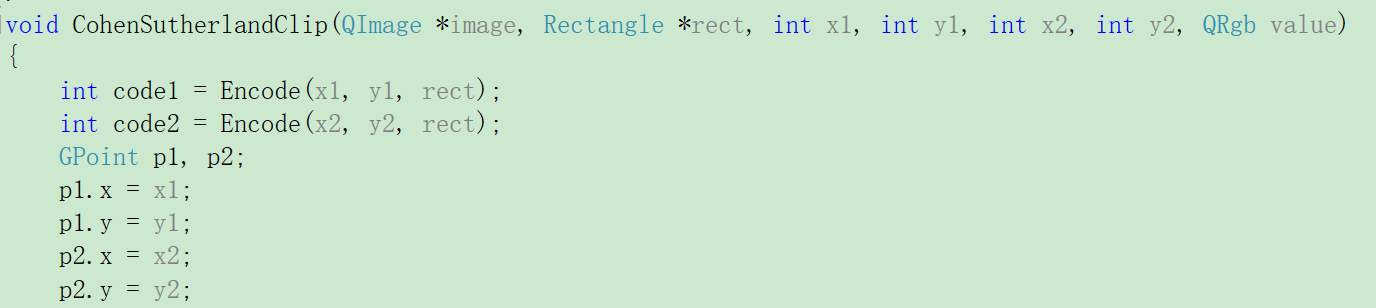 void CohenSutherlandClip(QImage *image, Rectangle *rect, int x1, int y1, int x2, int y2, QRgb value)
{
    int code1 = Encode(x1, y1, rect);
    int code2 = Encode(x2, y2, rect);
    GPoint p1, p2;
    p1.x = x1;
    p1.y = y1;
    p2.x = x2;
    p2.y = y2;